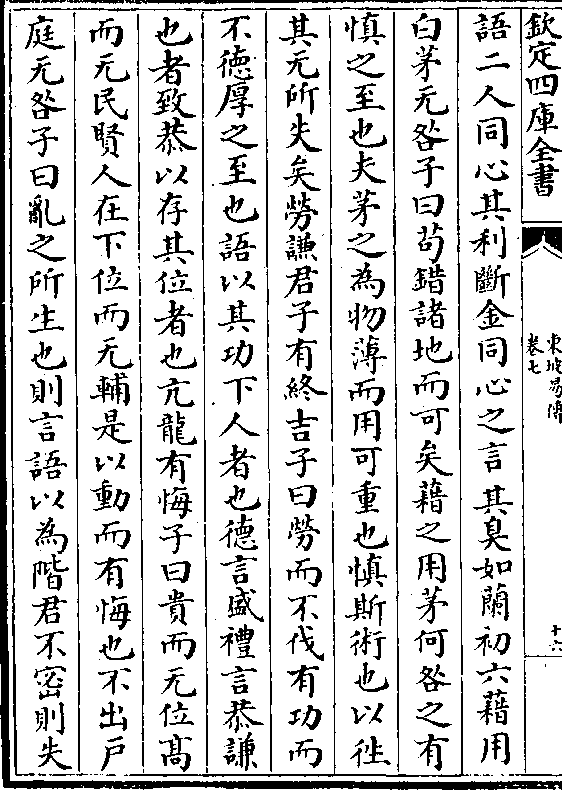 欽定四庫全書
東坡易傳
卷七
十六
語二人同心其利斷金同心之言其臭如蘭初六藉用
白茅无咎子曰茍錯諸地而可矣藉之用茅何咎之有
慎之至也夫茅之為物薄而用可重也慎斯術也以徃
其无所失矣勞謙君子有終吉子曰勞而不伐有功而
不徳厚之至也語以其功下人者也德言盛禮言恭謙
也者致恭以存其位者也亢龍有悔子曰貴而无位髙
而无民賢人在下位而无輔是以動而有悔也不出戸
庭无咎子曰亂之所生也則言語以為階君不密則失